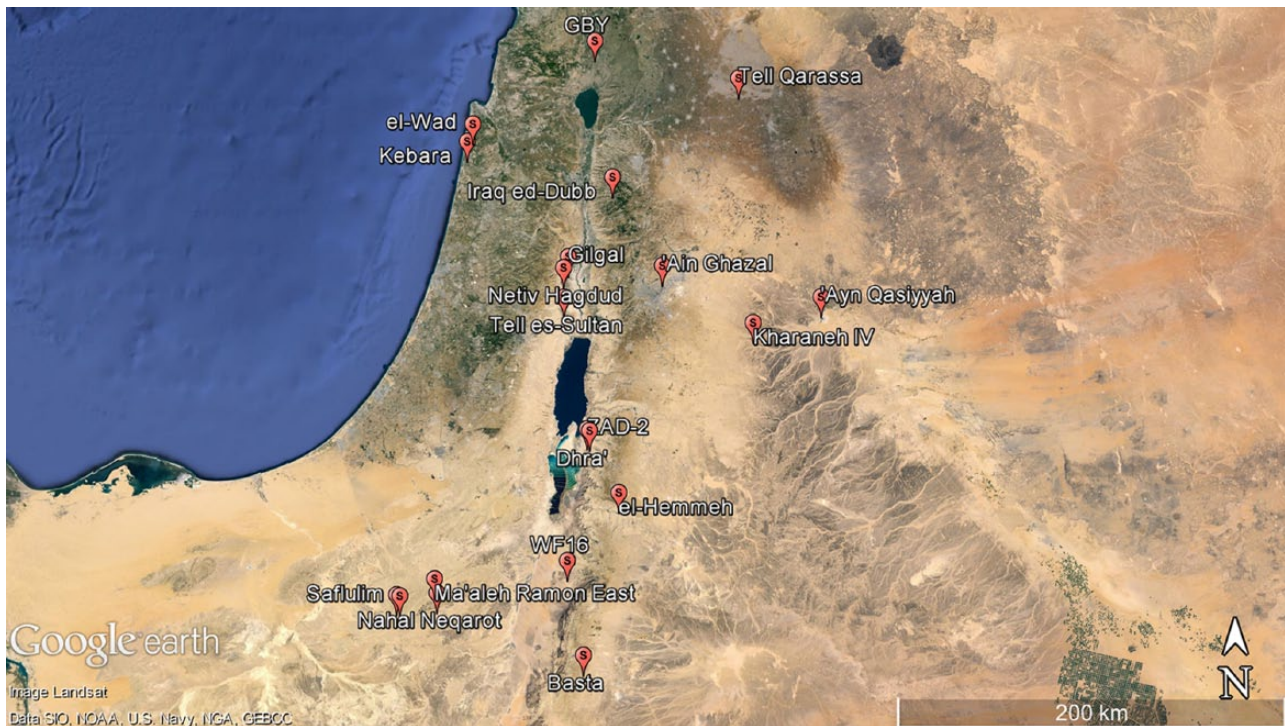 GBY
Tell Qarassa
el-Wad
Kebara
Iraq ed-Dubb
Gilgal
'Ain Ghazal
Netiv Hagdud
'Ayn Qasiyyah
Tell es-Sultan
Kharaneh IV
ZAD-2
Dhra'
el-Hemmeh
WF16
Saflulim
Ma'aleh Ramon East
Nahal Neqarot
Basta
Google earth
Image Landsat
Data SIO, NOAA, U.S. Navy, NGA, GEBCO
N
200 km